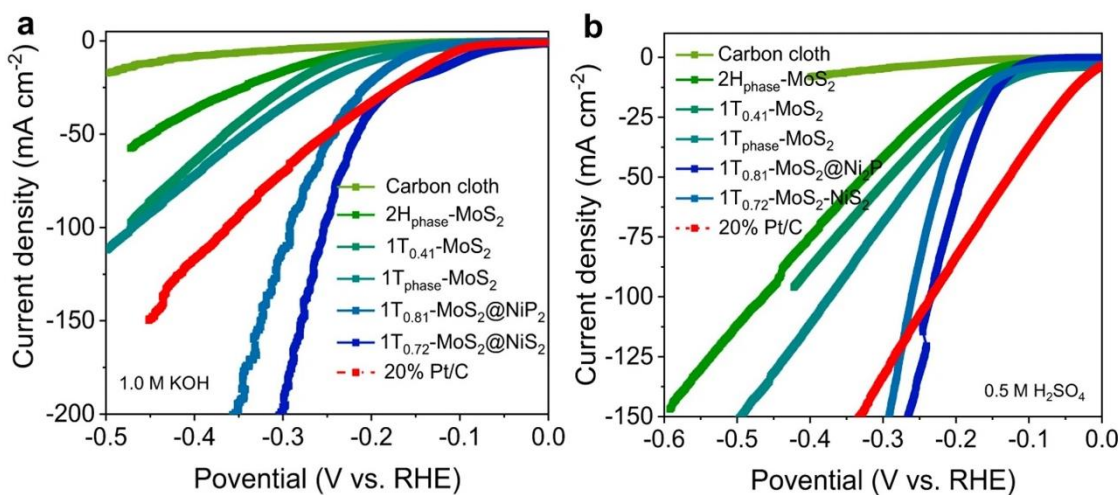 a
0
-50
-100
-150
-200
Current density (mA cm-2)
Carbon cloth
2Hphase-MoS2
1T0.41-MoS2
1Tphase-MoS2
1T0.81-MoS2@NiP2
1T0.72-MoS2@NiS2
20% Pt/C
1.0 M KOH
-0.5 -0.4 -0.3 -0.2 -0.1 0.0
Povential (V vs. RHE)
b
0
-25
-50
-75
-100
-125
-150
Current density (mA cm-2)
Carbon cloth
2Hphase-MoS2
1T0.41-MoS2
1Tphase-MoS2
1T0.81-MoS2@Ni2P
1T0.72-MoS2-NiS2
20% Pt/C
0.5 M H2SO4
-0.6 -0.5 -0.4 -0.3 -0.2 -0.1 0.0
Povential (V vs. RHE)